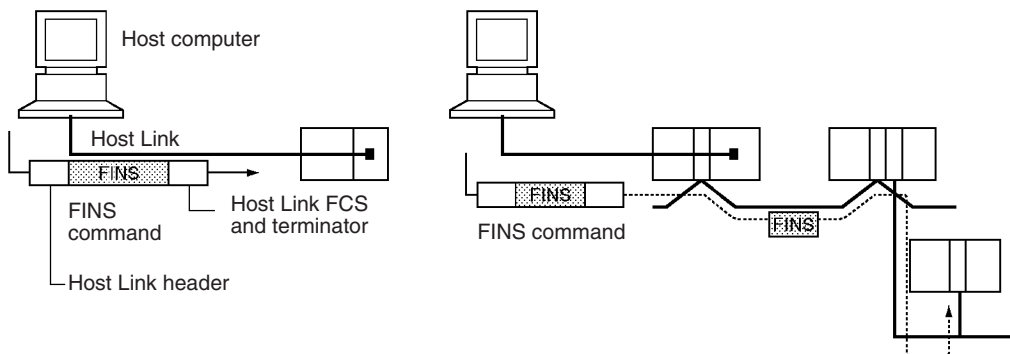 Host computer
Host Link
FINS
FINS
command
Host Link FCS
and terminator
Host Link header
FINS
FINS command
FINS